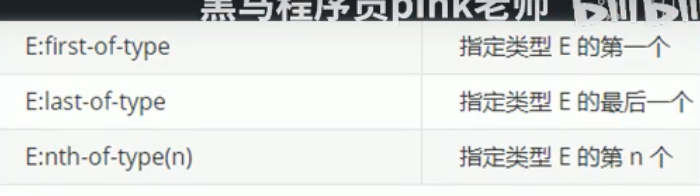 黑马程序员pink老师 bilibili
E:first-of-type 指定类型 E 的第一个
E:last-of-type 指定类型 E 的最后一个
E:nth-of-type(n) 指定类型 E 的第 n 个